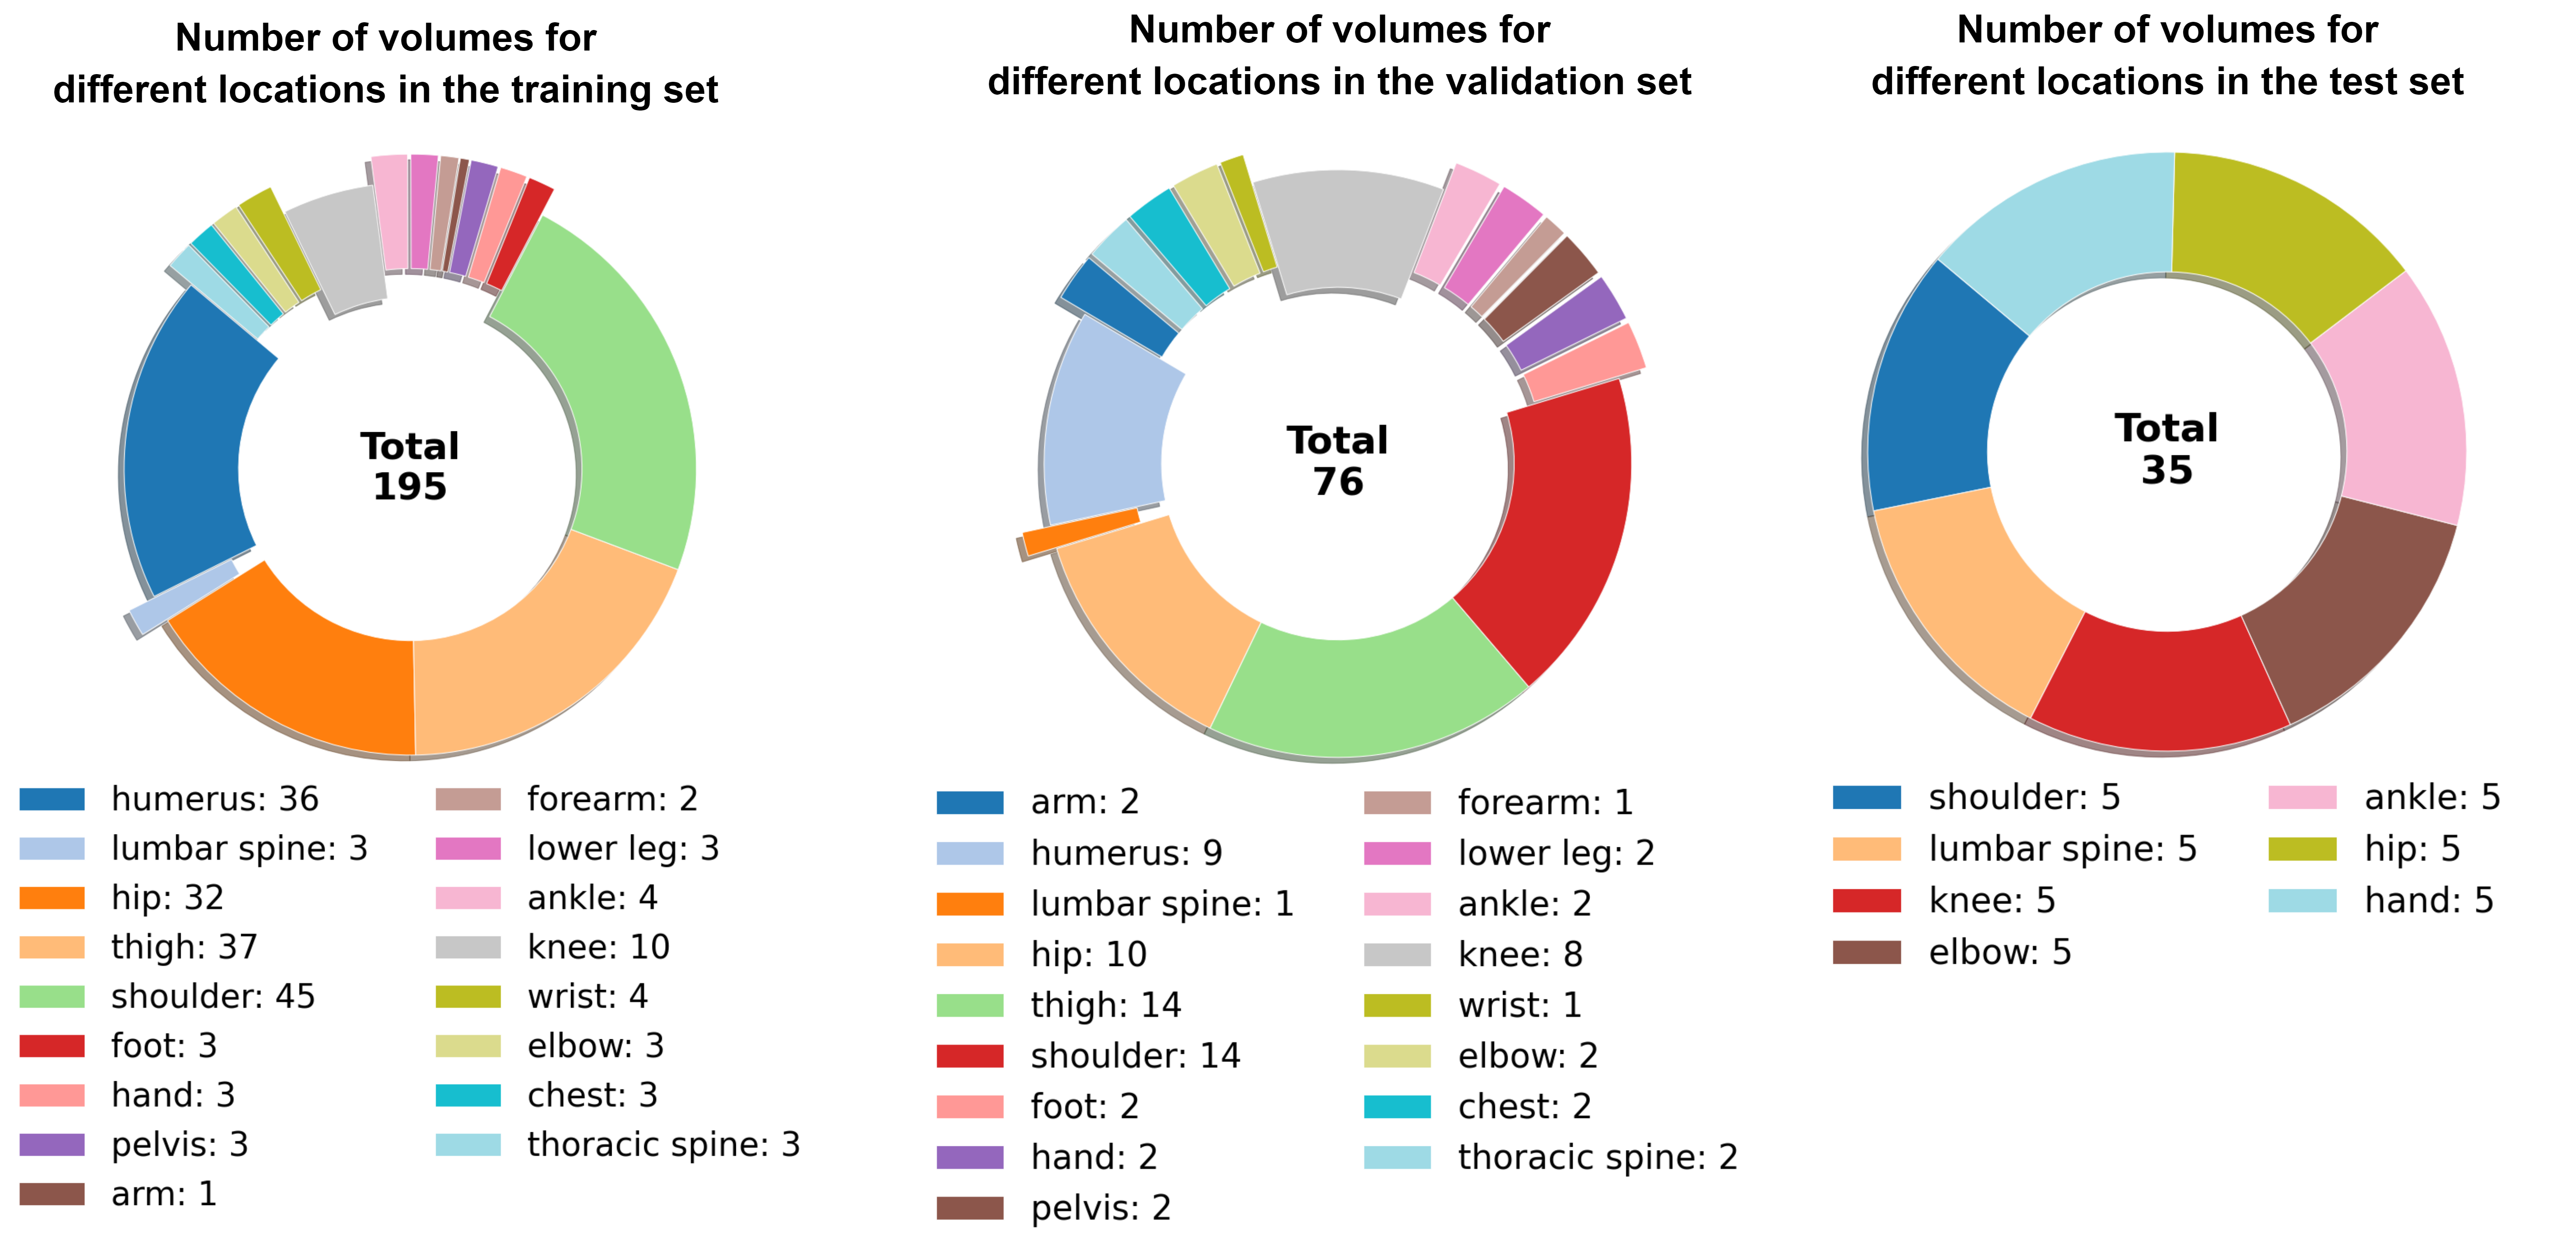 Number of volumes for
different locations in the training set
Total
195
humerus: 36
lumbar spine: 3
hip: 32
thigh: 37
shoulder: 45
foot: 3
hand: 3
pelvis: 3
arm: 1
forearm: 2
lower leg: 3
ankle: 4
knee: 10
wrist: 4
elbow: 3
chest: 3
thoracic spine: 3
Number of volumes for
different locations in the validation set
Total
76
arm: 2
humerus: 9
lumbar spine: 1
hip: 10
thigh: 14
shoulder: 14
foot: 2
hand: 2
pelvis: 2
forearm: 1
lower leg: 2
ankle: 2
knee: 8
wrist: 1
elbow: 2
chest: 2
thoracic spine: 2
Number of volumes for
different locations in the test set
Total
35
shoulder: 5
lumbar spine: 5
knee: 5
elbow: 5
ankle: 5
hip: 5
hand: 5